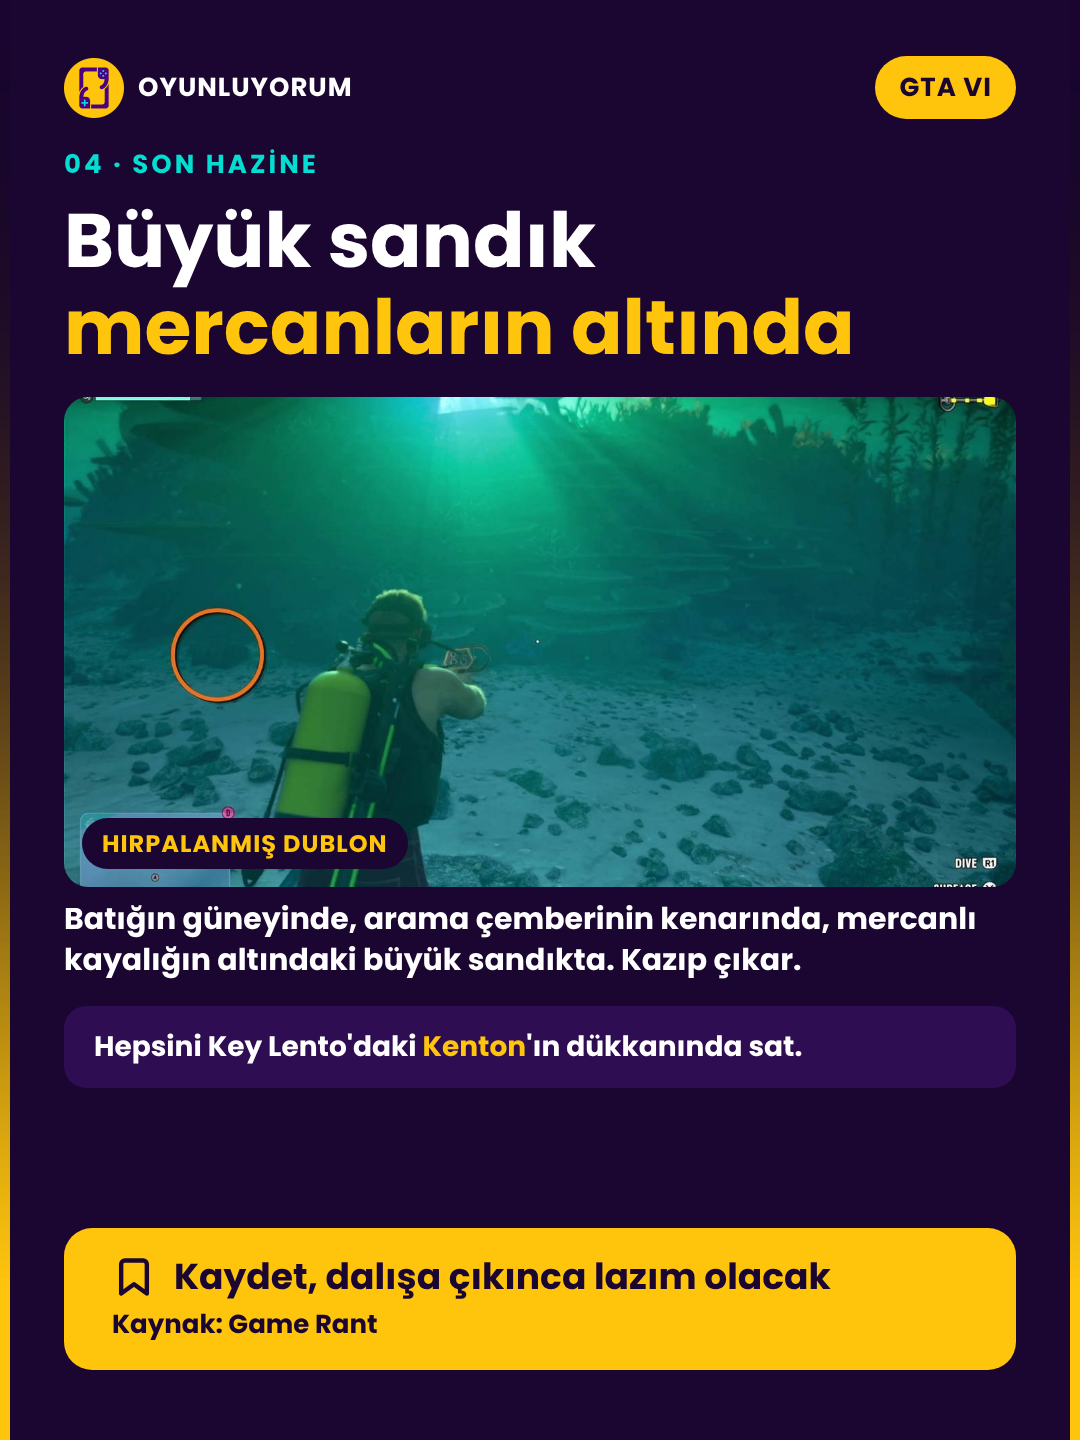 OYUNLUYORUM
GTA VI
04 · SON HAZİNE
Büyük sandık
mercanların altında
HIRPALANMIŞ DUBLON
DIVE R1
Batığın güneyinde, arama çemberinin kenarında, mercanlı
kayalığın altındaki büyük sandıkta. Kazıp çıkar.
Hepsini Key Lento'daki Kenton'ın dükkanında sat.
Kaydet, dalışa çıkınca lazım olacak
Kaynak: Game Rant